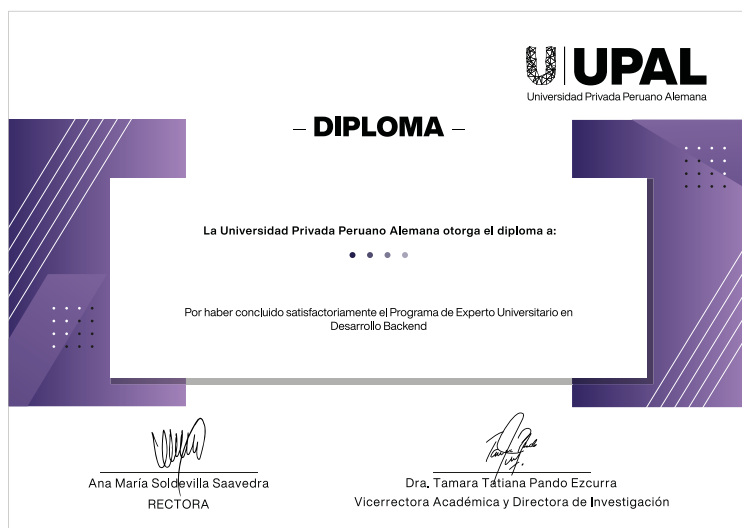 UPAL
Universidad Privada Peruano Alemana
– DIPLOMA –
La Universidad Privada Peruano Alemana otorga el diploma a:
Por haber concluido satisfactoriamente el Programa de Experto Universitario en
Desarrollo Backend
Ana María Soldevilla Saavedra
RECTORA
Dra. Tamara Tatiana Pando Ezcurra
Vicerrectora Académica y Directora de Investigación